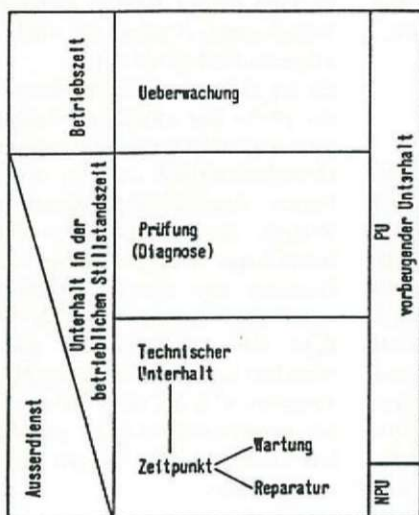 Betriebszeit
Ueberwachung
Unterhalt in der
betrieblichen Stillstandszeit
Prüfung
(Diagnose)
PU
vorbeugender Unterhalt
Ausserdienst
Technischer
Unterhalt
Zeitpunkt
Wartung
Reparatur
NPU